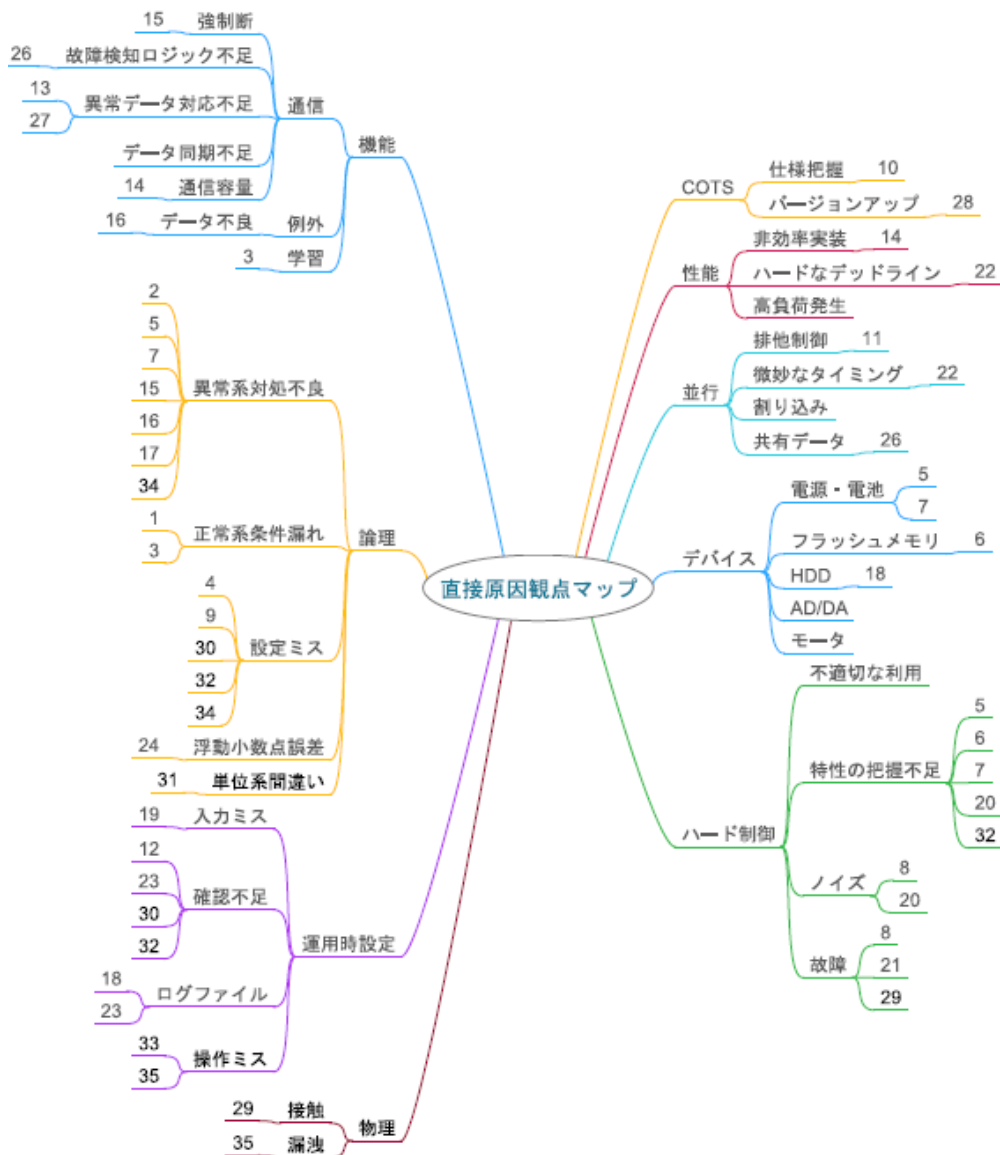 直接原因観点マップ
機能
通信
強制断
15
故障検知ロジック不足
26
異常データ対応不足
13
27
データ同期不足
通信容量
14
例外
データ不良
16
学習
3
論理
異常系対処不良
2
5
7
15
16
17
34
正常系条件漏れ
1
3
設定ミス
4
9
30
32
34
浮動小数点誤差
24
単位系間違い
31
運用時設定
入力ミス
19
確認不足
12
23
30
32
ログファイル
18
23
操作ミス
33
35
物理
接触
29
漏洩
35
COTS
仕様把握
10
バージョンアップ
28
性能
非効率実装
14
ハードなデッドライン
22
高負荷発生
並行
排他制御
11
微妙なタイミング
22
割り込み
共有データ
26
デバイス
電源・電池
5
7
フラッシュメモリ
6
HDD
18
AD/DA
モータ
ハード制御
不適切な利用
特性の把握不足
5
6
7
20
32
ノイズ
8
20
故障
8
21
29